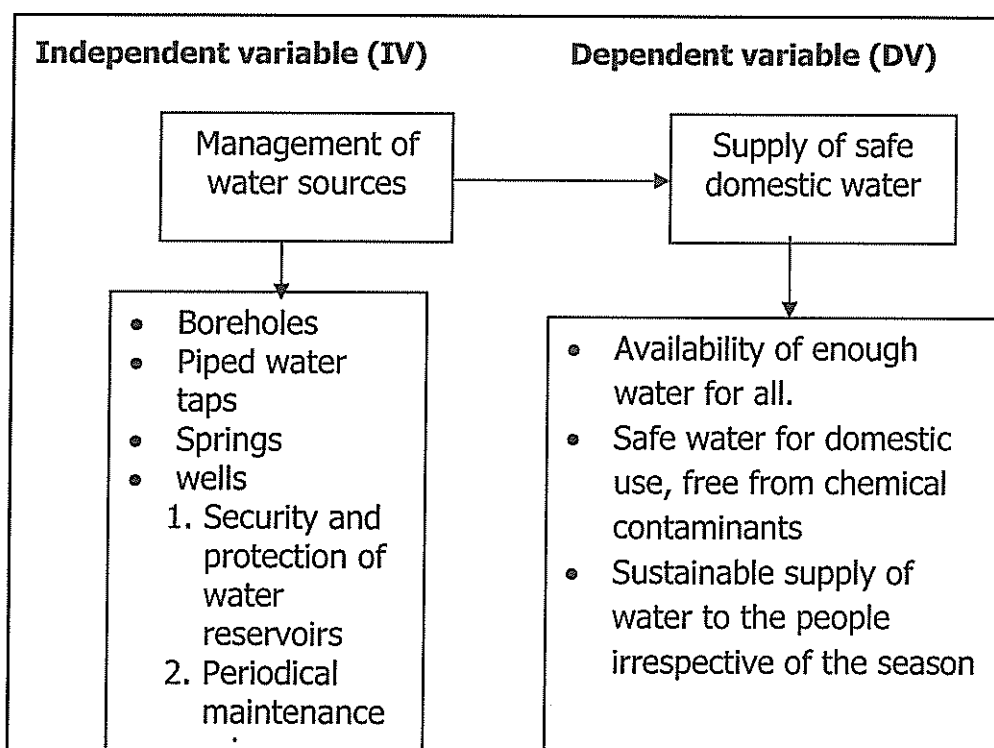 Independent variable (IV)
Dependent variable (DV)
Management of
water sources
Supply of safe
domestic water
• Boreholes
• Piped water
taps
• Springs
• wells
1. Security and
protection of
water
reservoirs
2. Periodical
maintenance
• Availability of enough
water for all.
• Safe water for domestic
use, free from chemical
contaminants
• Sustainable supply of
water to the people
irrespective of the season